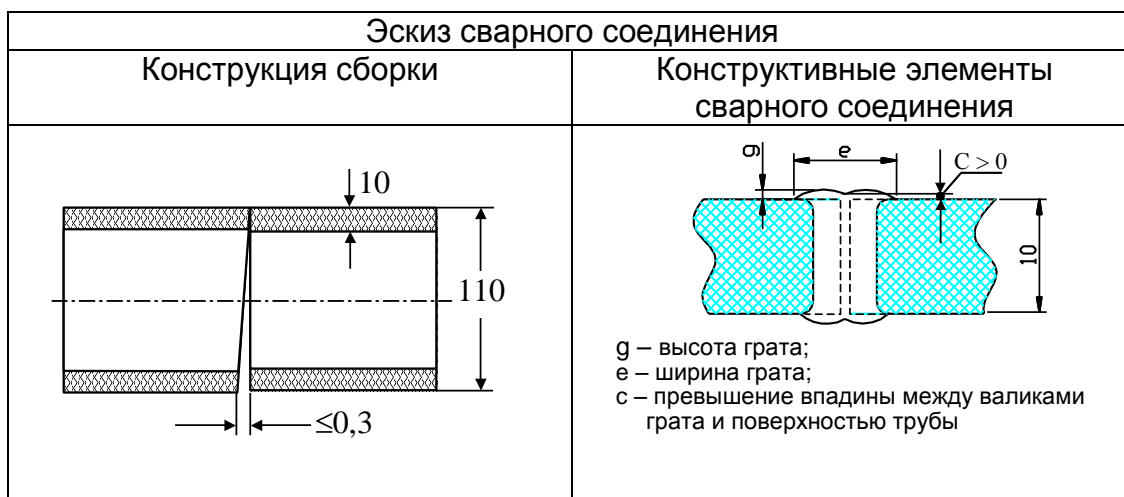 Эскиз сварного соединения
Конструкция сборки
Конструктивные элементы
сварного соединения
10
110
≤0,3
g
e
C > 0
10
g – высота грата;
e – ширина грата;
c – превышение впадины между валиками
грата и поверхностью трубы